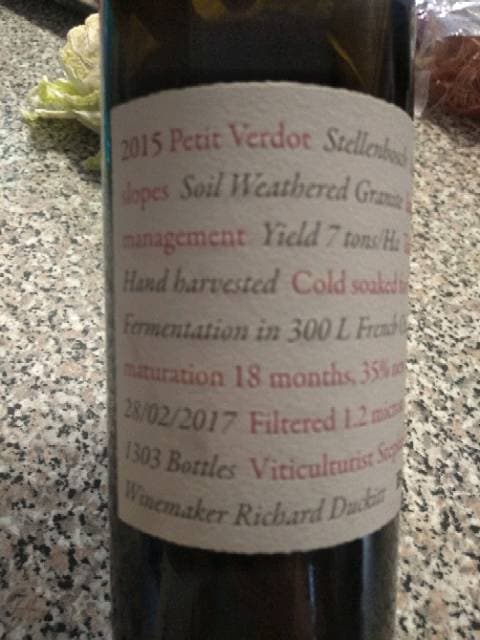 2015 Petit Verdot Stellenbosch
slopes Soil Weathered Granite
management Yield 7 tons/Ha
Hand harvested Cold soaked
Fermentation in 300 L French
maturation 18 months, 35%
28/02/2017 Filtered 1.2 micron
1303 Bottles Viticulturist
Winemaker Richard Duckitt